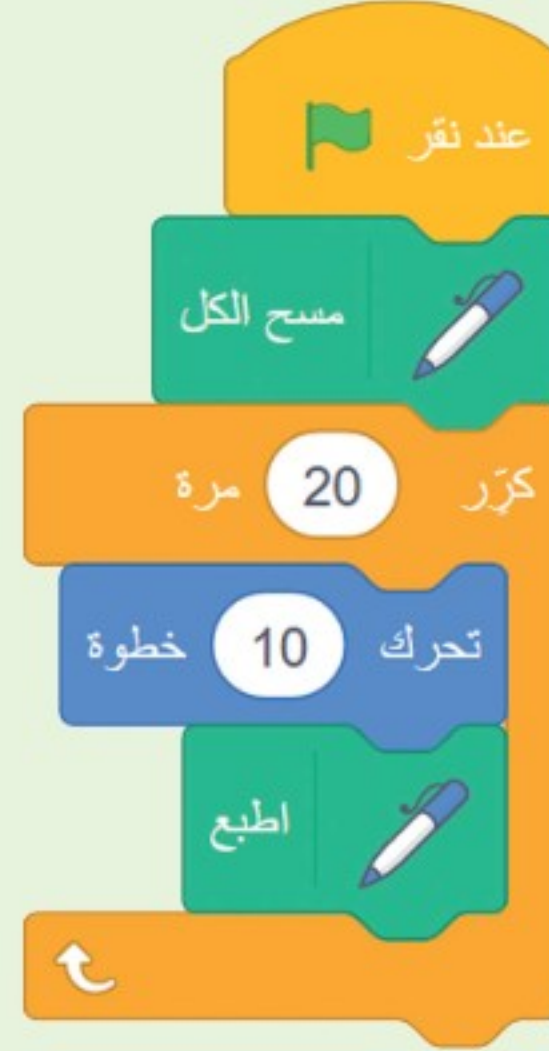 عند نقر
مسح الكل
كرّر 20 مرة
تحرك 10 خطوة
اطبع